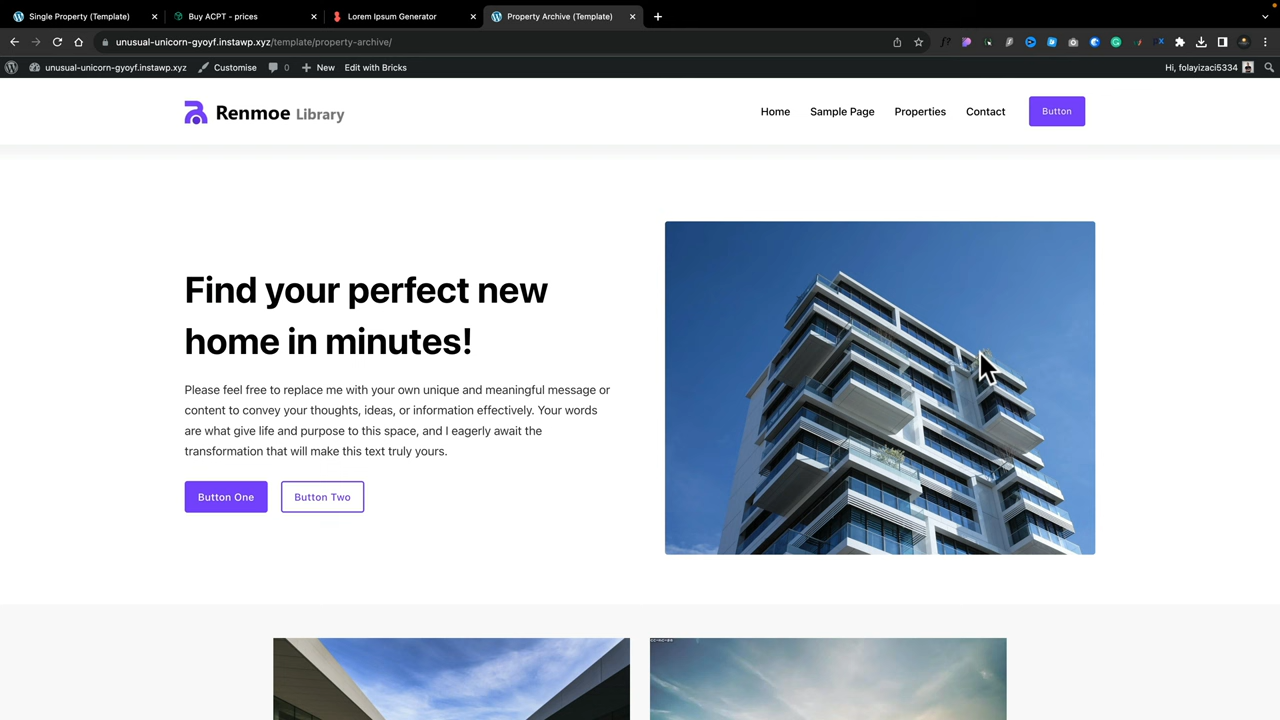 Single Property (Template)
Buy ACPT - prices
Lorem Ipsum Generator
Property Archive (Template)
unusual-unicorn-gyoyf.instawp.xyz/template/property-archive/
unusual-unicorn-gyoyf.instawp.xyz
Customise
0
New
Edit with Bricks
Hi, folayizaci5334
Renmoe Library
Home
Sample Page
Properties
Contact
Button
Find your perfect new
home in minutes!
Please feel free to replace me with your own unique and meaningful message or
content to convey your thoughts, ideas, or information effectively. Your words
are what give life and purpose to this space, and I eagerly await the
transformation that will make this text truly yours.
Button One
Button Two